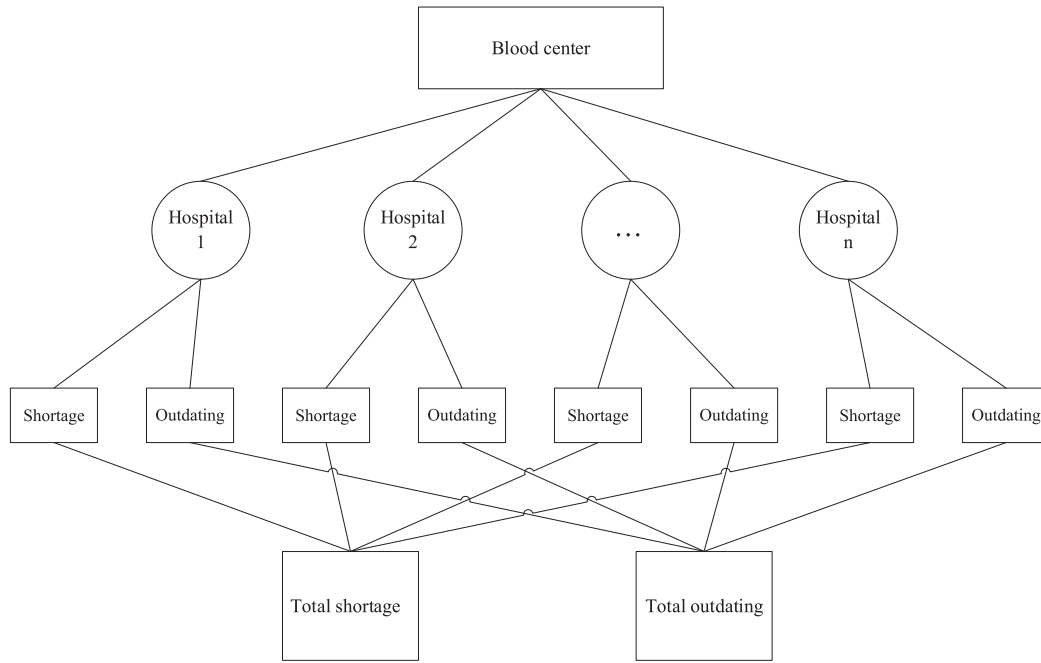 Blood center
Hospital
1
Hospital
2
...
Hospital
n
Shortage
Outdating
Shortage
Outdating
Shortage
Outdating
Shortage
Outdating
Total shortage
Total outdating